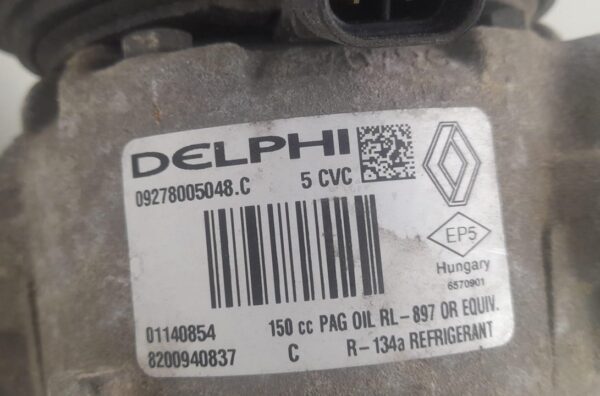 DELPHI
09278005048.C 5 CVC
EP5
Hungary
6570901
01140854 150 cc PAG OIL RL-897 OR EQUIV.
8200940837 C R-134a REFRIGERANT